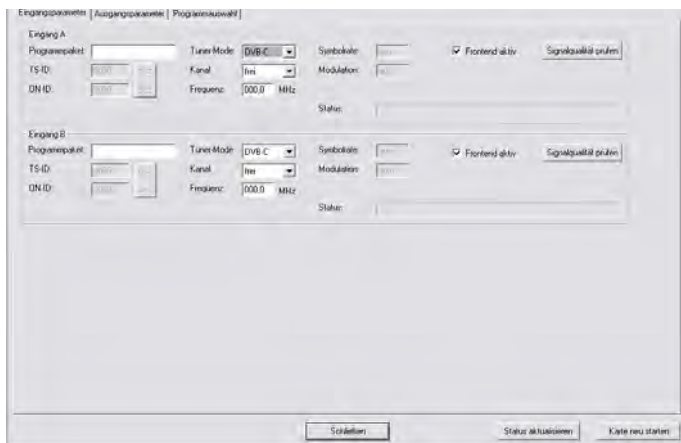 Eingangsparameter Ausgangsparameter Programmauswahl
Eingang A
Programmpaket: Tuner-Mode: DVB-C Symbolrate: Frontend aktiv Signalqualität prüfen
TS-ID: Kanal: frei Modulation:
ON-ID: Frequenz: 000,0 MHz
Status:
Eingang B
Programmpaket: Tuner-Mode: DVB-C Symbolrate: Frontend aktiv Signalqualität prüfen
TS-ID: Kanal: frei Modulation:
ON-ID: Frequenz: 000,0 MHz
Status:
Schließen Status aktualisieren Karte neu starten